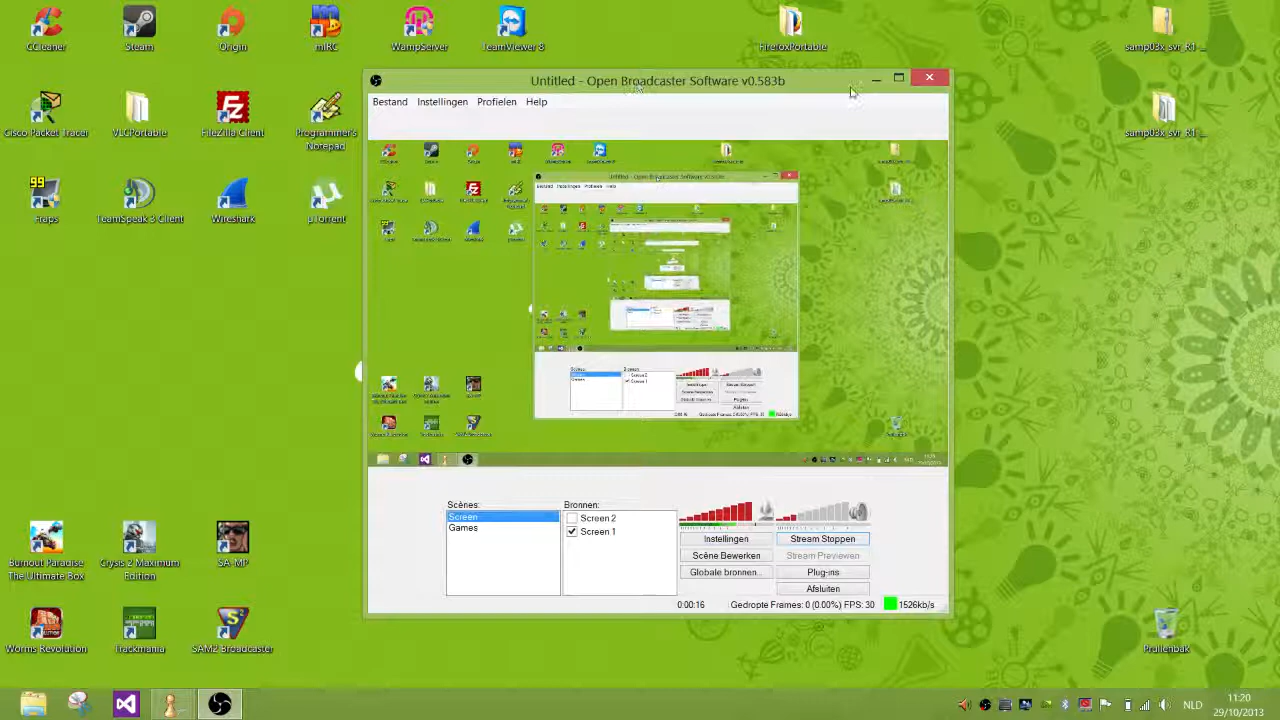 CCleaner
Steam
Origin
mIRC
WampServer
TeamViewer 8
FirefoxPortable
samp03x_svr_R1_...
Untitled - Open Broadcaster Software v0.583b
Bestand Instellingen Profielen Help
Cisco Packet Tracer
VLCPortable
FileZilla Client
Programmer's
Notepad
samp03x_svr_R1_...
99
Fraps
TeamSpeak 3 Client
Wireshark
µTorrent
Scènes:
Bronnen:
Screen
Games
Screen 2
Screen 1
Instellingen
Stream Stoppen
Scène Bewerken
Stream Previewen
Globale bronnen...
Plug-ins
Afsluiten
0:00:16
Gedropte Frames: 0 (0.00%) FPS: 30
1526kb/s
Burnout Paradise
The Ultimate Box
Crysis 2 Maximum
Edition
SA-MP
Worms Revolution
Trackmania
SAM2 Broadcaster
Prullenbak
NLD
11:20
29/10/2013